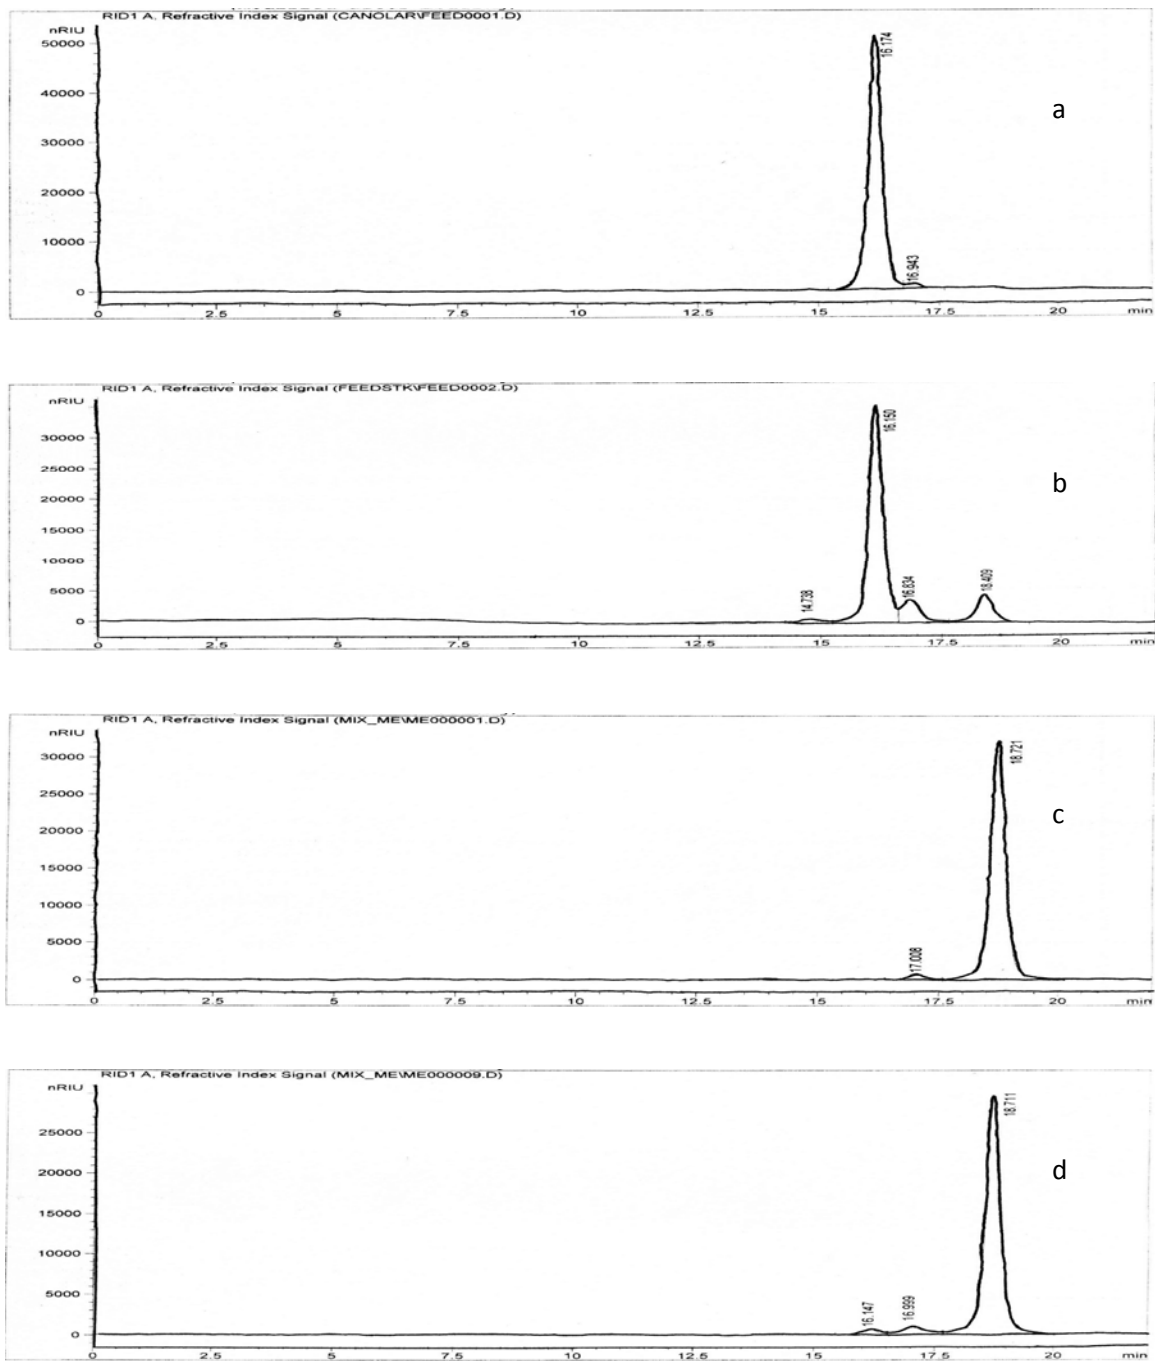 RID1 A, Refractive Index Signal (CANOLAR\FEED0001.D)
nRIU
50000
40000
30000
20000
10000
0
16.174
16.943
a
0 2.5 5 7.5 10 12.5 15 17.5 20 min
RID1 A, Refractive Index Signal (FEEDSTK\FEED0002.D)
nRIU
30000
25000
20000
15000
10000
5000
0
14.738
16.150
16.834
18.409
b
0 2.5 5 7.5 10 12.5 15 17.5 20 min
RID1 A, Refractive Index Signal (MIX_ME\ME000001.D)
nRIU
30000
25000
20000
15000
10000
5000
0
17.008
18.721
c
0 2.5 5 7.5 10 12.5 15 17.5 20 min
RID1 A, Refractive Index Signal (MIX_ME\ME000009.D)
nRIU
25000
20000
15000
10000
5000
0
16.147
16.999
18.711
d
0 2.5 5 7.5 10 12.5 15 17.5 20 min